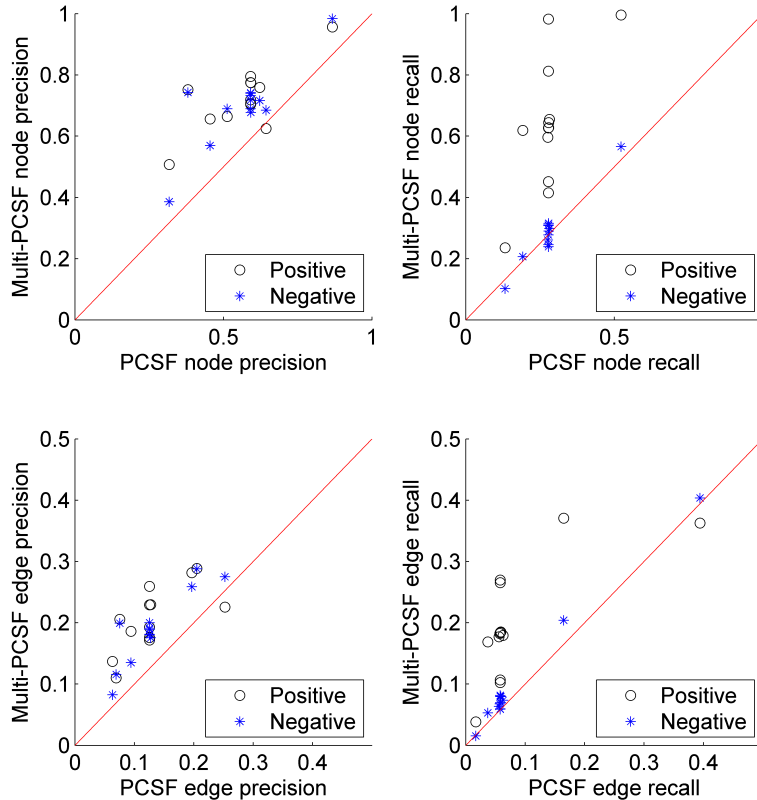 Multi-PCSF node precision
1
0.8
0.6
0.4
0.2
0
0
0.5
1
Positive
Negative
PCSF node precision
Multi-PCSF node recall
1
0.8
0.6
0.4
0.2
0
0
0.5
Positive
Negative
PCSF node recall
Multi-PCSF edge precision
0.5
0.4
0.3
0.2
0.1
0
0
0.1
0.2
0.3
0.4
Positive
Negative
PCSF edge precision
Multi-PCSF edge recall
0.5
0.4
0.3
0.2
0.1
0
0
0.1
0.2
0.3
0.4
Positive
Negative
PCSF edge recall